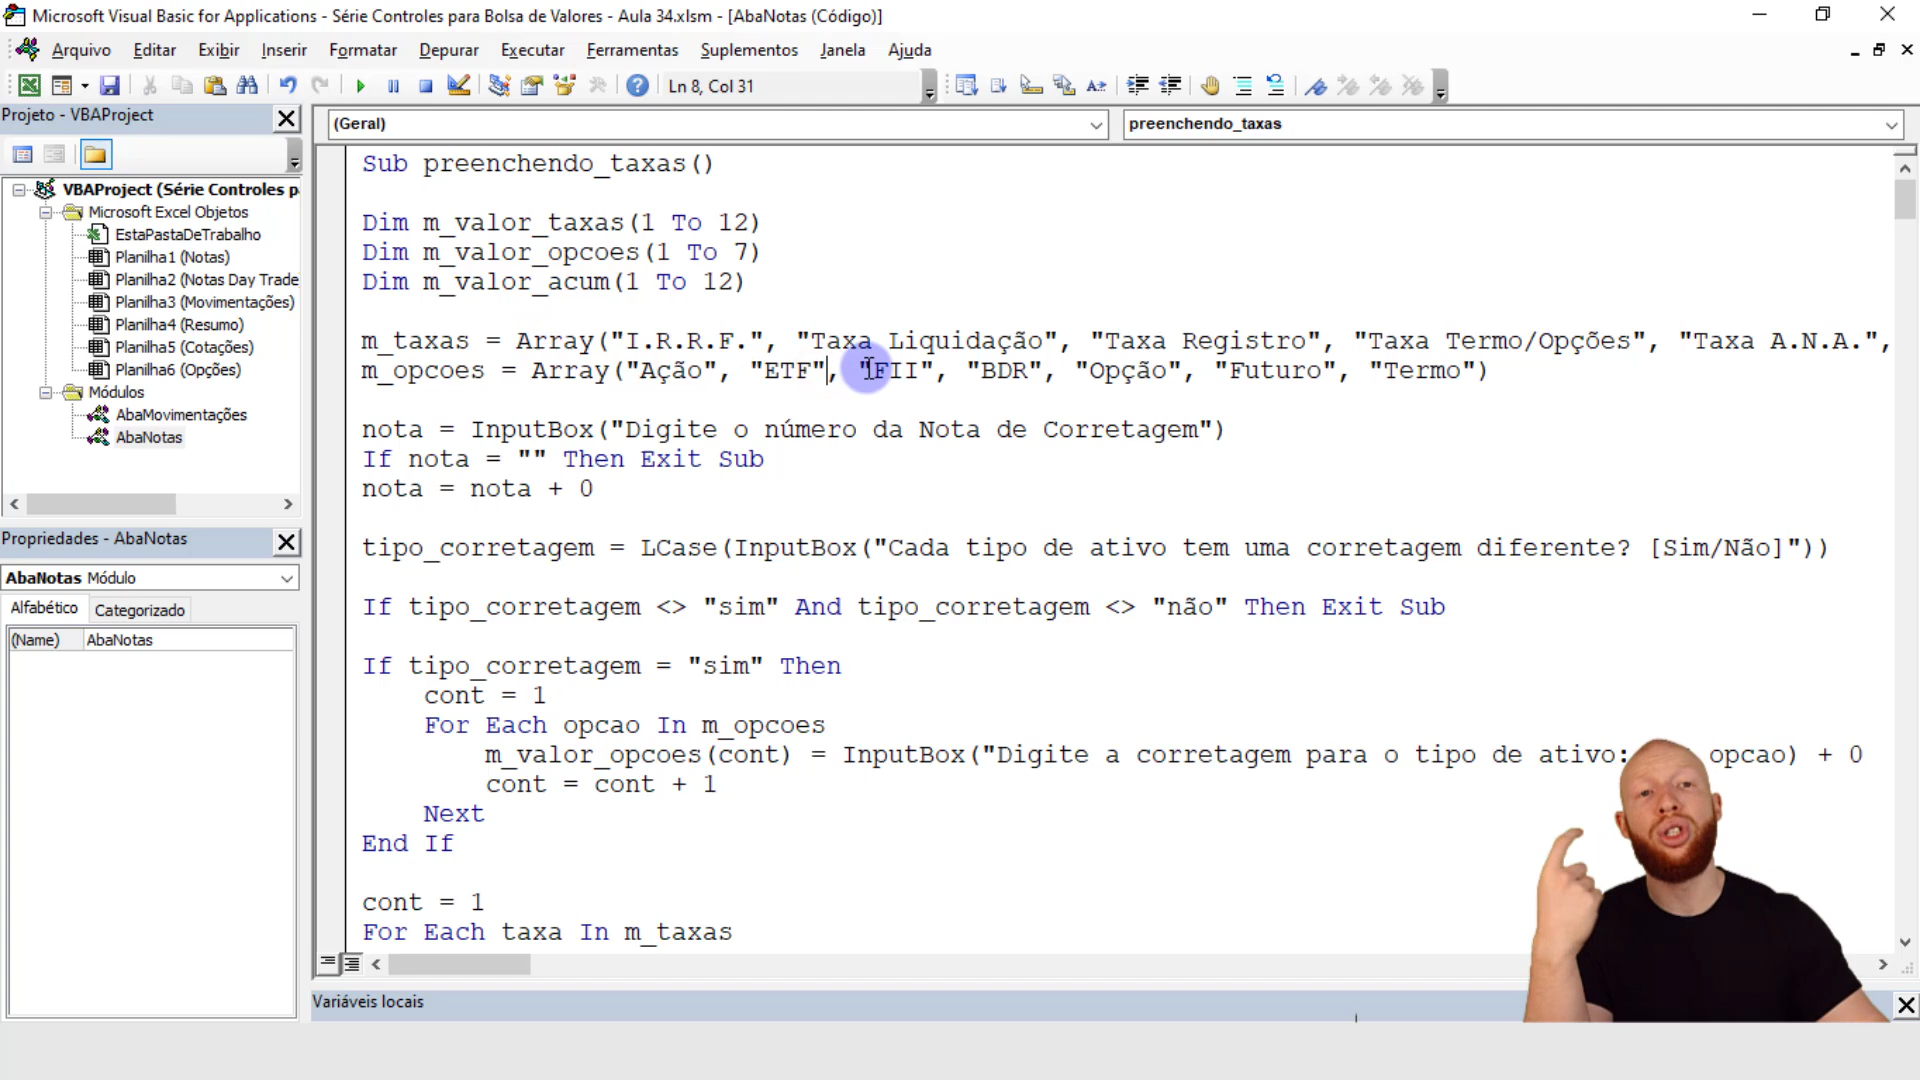 Microsoft Visual Basic for Applications - Série Controles para Bolsa de Valores - Aula 34.xlsm - [AbaNotas (Código)]
Arquivo Editar Exibir Inserir Formatar Depurar Executar Ferramentas Suplementos Janela Ajuda
Ln 8, Col 31
Projeto - VBAProject
(Geral)
preenchendo_taxas
VBAProject (Série Controles p
Microsoft Excel Objetos
EstaPastaDeTrabalho
Planilha1 (Notas)
Planilha2 (Notas Day Trade
Planilha3 (Movimentações)
Planilha4 (Resumo)
Planilha5 (Cotações)
Planilha6 (Opções)
Módulos
AbaMovimentações
AbaNotas
Propriedades - AbaNotas
AbaNotas Módulo
Alfabético Categorizado
(Name) AbaNotas
Sub preenchendo_taxas()
Dim m_valor_taxas(1 To 12)
Dim m_valor_opcoes(1 To 7)
Dim m_valor_acum(1 To 12)
m_taxas = Array("I.R.R.F.", "Taxa Liquidação", "Taxa Registro", "Taxa Termo/Opções", "Taxa A.N.A.",
m_opcoes = Array("Ação", "ETF", "FII", "BDR", "Opção", "Futuro", "Termo")
nota = InputBox("Digite o número da Nota de Corretagem")
If nota = "" Then Exit Sub
nota = nota + 0
tipo_corretagem = LCase(InputBox("Cada tipo de ativo tem uma corretagem diferente? [Sim/Não]"))
If tipo_corretagem <> "sim" And tipo_corretagem <> "não" Then Exit Sub
If tipo_corretagem = "sim" Then
cont = 1
For Each opcao In m_opcoes
m_valor_opcoes(cont) = InputBox("Digite a corretagem para o tipo de ativo: opcao) + 0
cont = cont + 1
Next
End If
cont = 1
For Each taxa In m_taxas
Variáveis locais